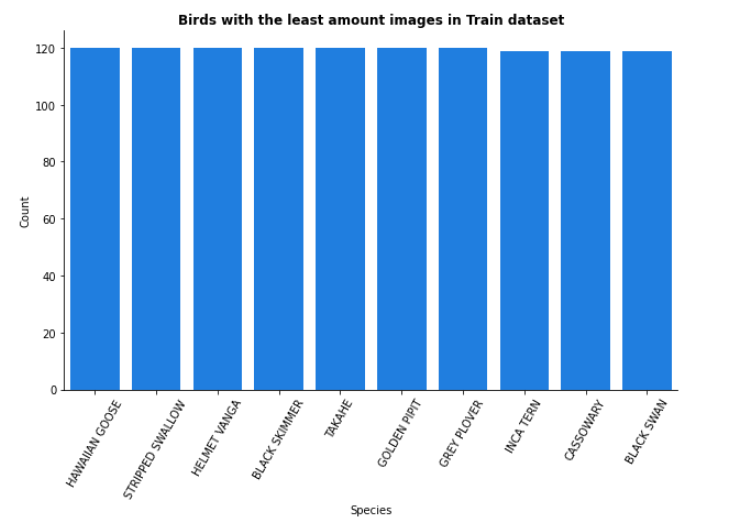 Birds with the least amount images in Train dataset
120
100
80
60
40
20
0
Count
HAWAIIAN GOOSE
STRIPPED SWALLOW
HELMET VANGA
BLACK SKIMMER
TAKAHE
GOLDEN PIPIT
GREY PLOVER
INCA TERN
CASSOWARY
BLACK SWAN
Species